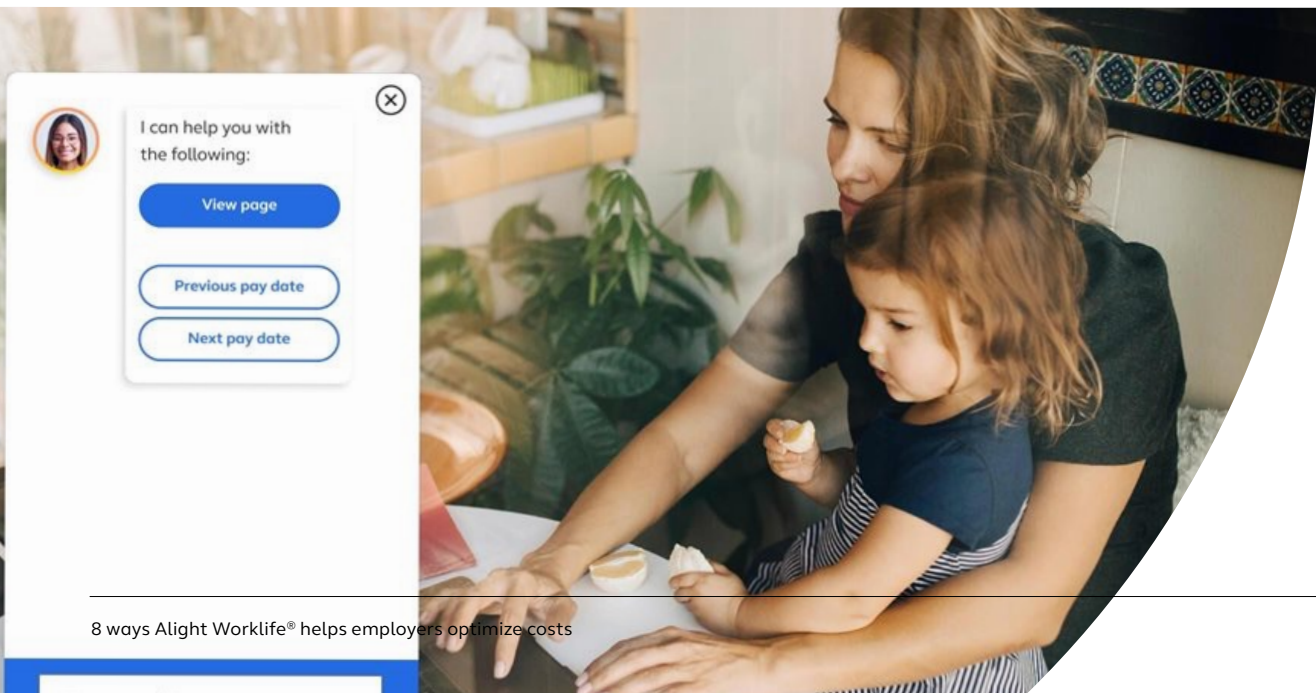 I can help you with
the following:
View page
Previous pay date
Next pay date
8 ways Alight Worklife® helps employers optimize costs